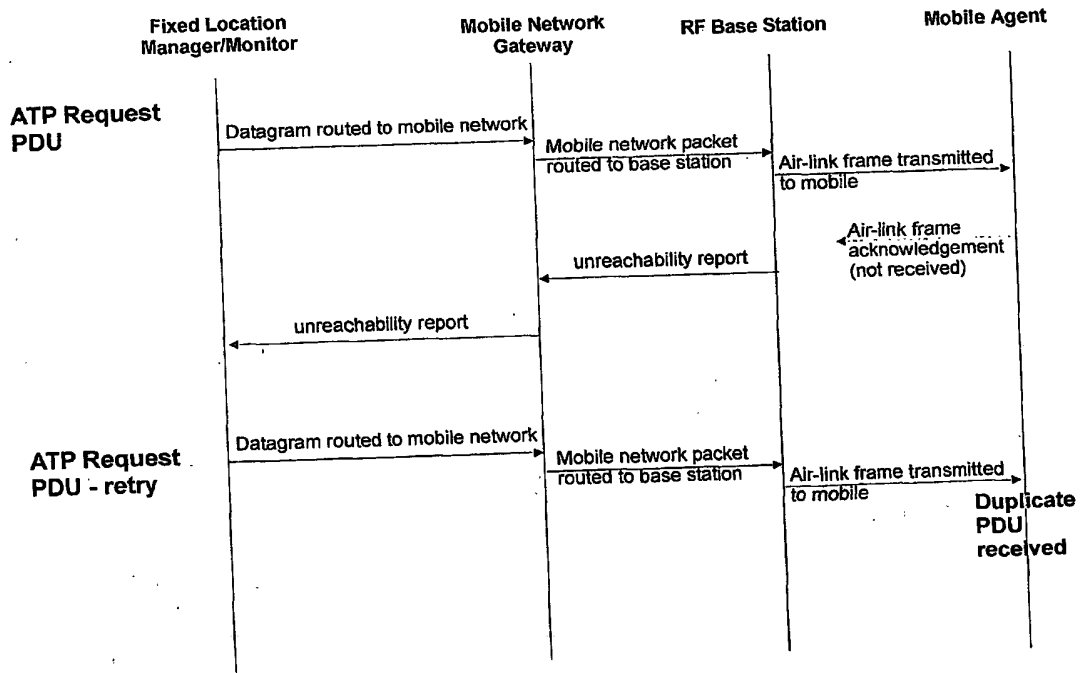 Fixed Location
Manager/Monitor
Mobile Network
Gateway
RF Base Station
Mobile Agent
ATP Request
PDU
Datagram routed to mobile network
Mobile network packet
routed to base station
Air-link frame transmitted
to mobile
Air-link frame
acknowledgement
(not received)
unreachability report
unreachability report
ATP Request
PDU - retry
Datagram routed to mobile network
Mobile network packet
routed to base station
Air-link frame transmitted
to mobile
Duplicate
PDU
received